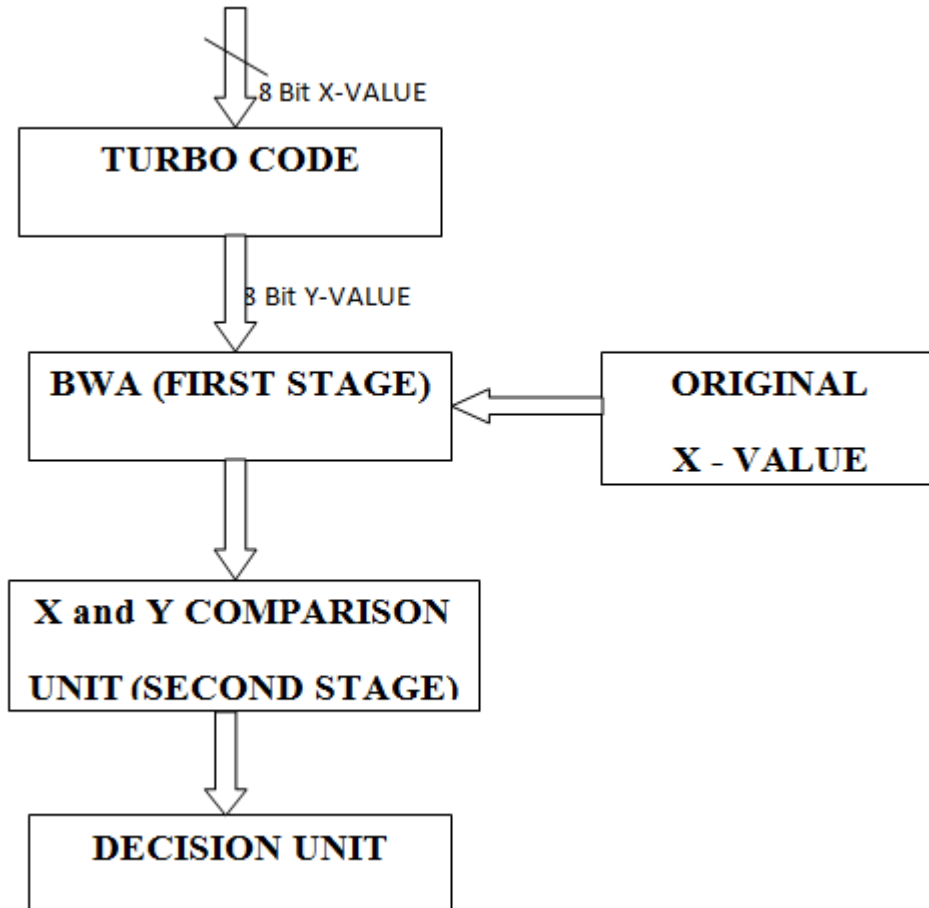 8 Bit X-VALUE
TURBO CODE
8 Bit Y-VALUE
BWA (FIRST STAGE)
ORIGINAL
X - VALUE
X and Y COMPARISON
UNIT (SECOND STAGE)
DECISION UNIT